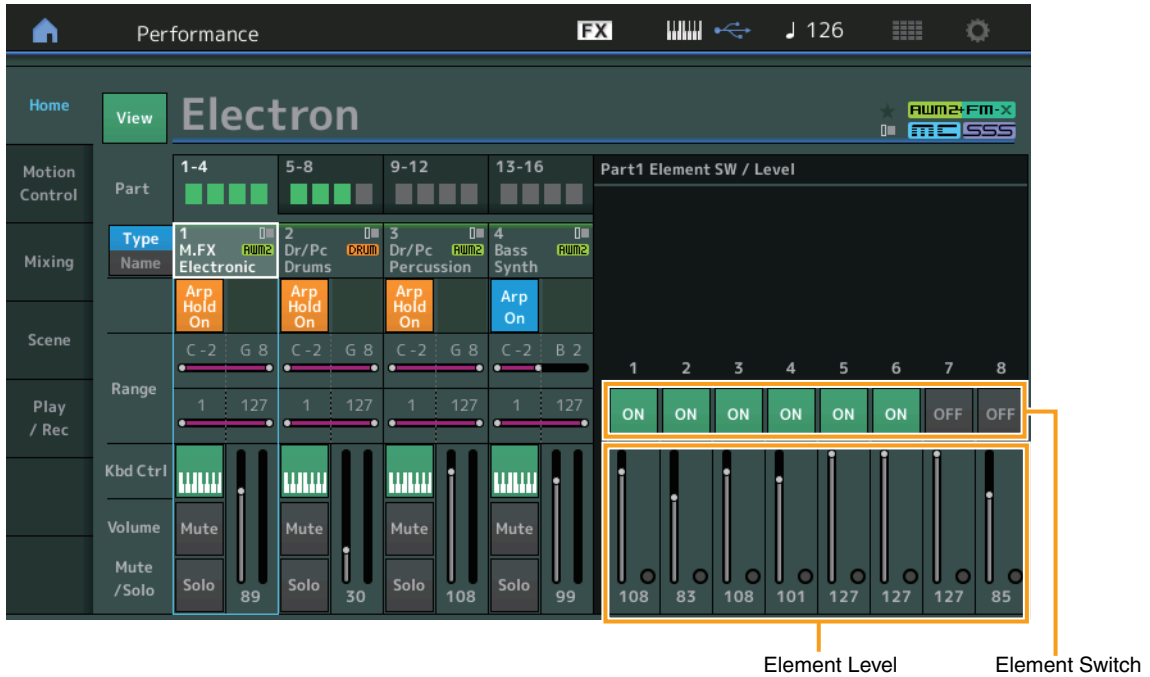 Performance FX 126
Home View Electron AWM2+FM-X
MC SSS
Motion
Control
Mixing
Scene
Play
/ Rec
Part 1-4 5-8 9-12 13-16
Type
Name
1
M.FX AWM2
Electronic
2
Dr/Pc DRUM
Drums
3
Dr/Pc AWM2
Percussion
4
Bass AWM2
Synth
Arp
Hold
On
Arp
Hold
On
Arp
Hold
On
Arp
On
Range
C -2 G 8 C -2 G 8 C -2 G 8 C -2 B 2
1 127 1 127 1 127 1 127
Kbd Ctrl
Volume Mute Mute Mute Mute
Mute
/Solo
Solo 89 Solo 30 Solo 108 Solo 99
Part1 Element SW / Level
1 2 3 4 5 6 7 8
ON ON ON ON ON ON OFF OFF
108 83 108 101 127 127 127 85
Element Level Element Switch